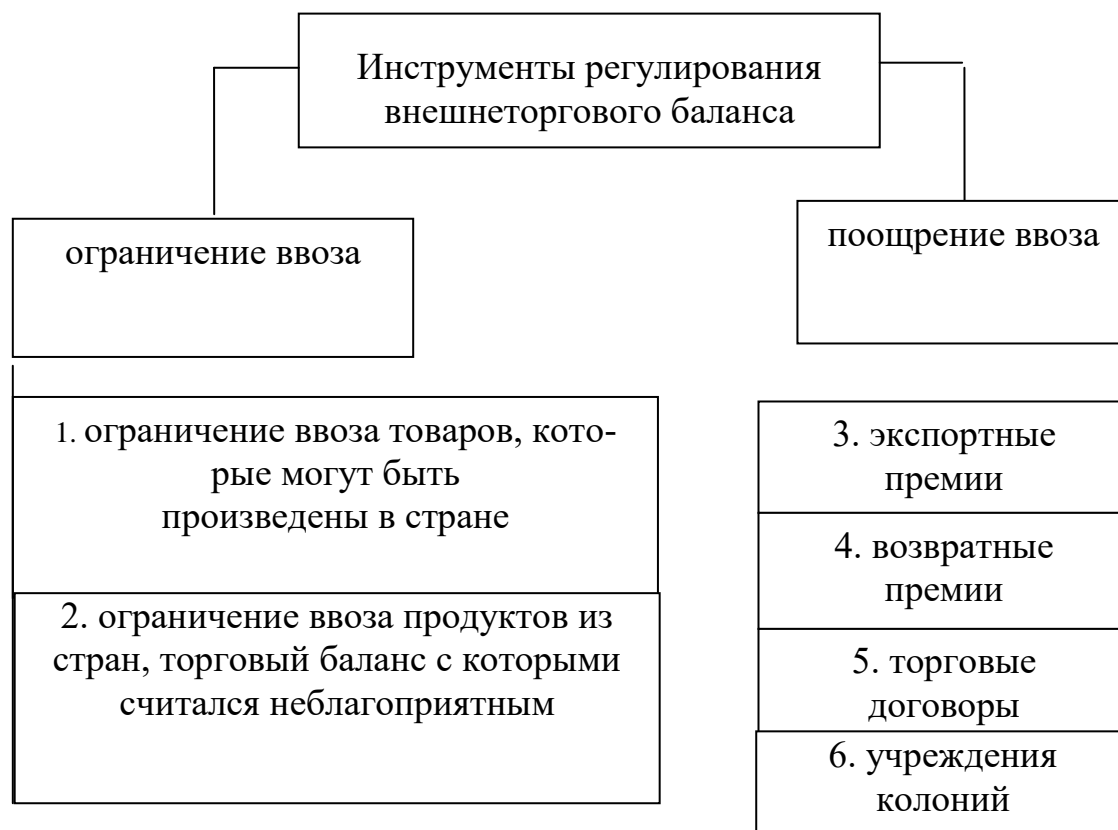 Инструменты регулирования
внешнеторгового баланса
ограничение ввоза
поощрение ввоза
1. ограничение ввоза товаров, кото-
рые могут быть
произведены в стране
2. ограничение ввоза продуктов из
стран, торговый баланс с которыми
считался неблагоприятным
3. экспортные
премии
4. возвратные
премии
5. торговые
договоры
6. учреждения
колоний